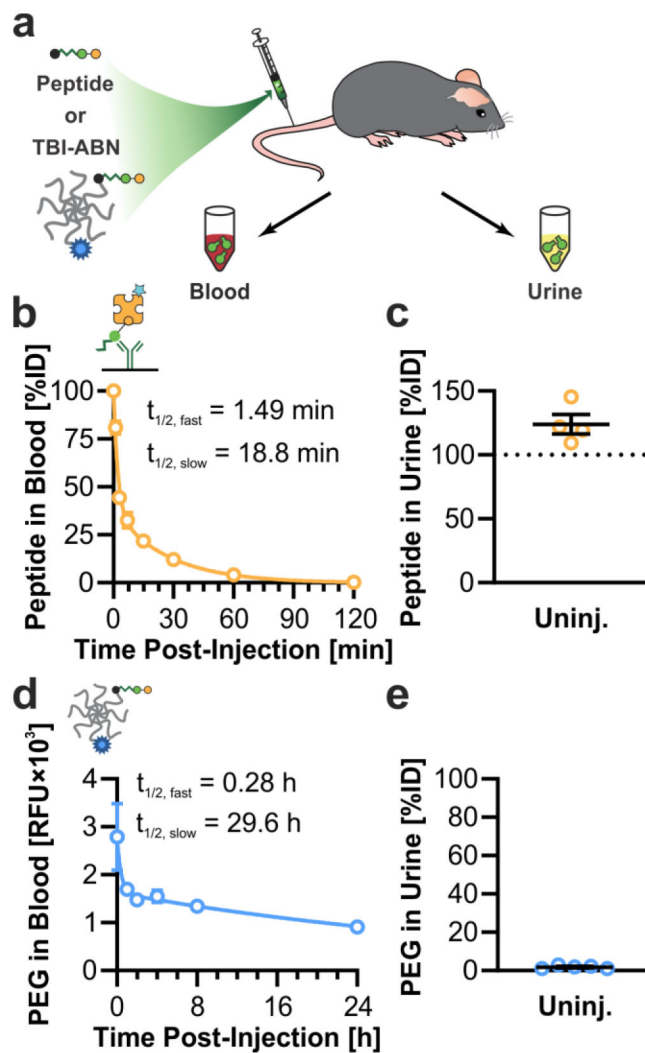 a
Peptide
or
TBI-ABN
Blood
Urine
b
Peptide in Blood [%ID]
100
75
50
25
0
t1/2, fast = 1.49 min
t1/2, slow = 18.8 min
0 30 60 90 120
Time Post-Injection [min]
c
Peptide in Urine [%ID]
150
100
50
0
Uninj.
d
PEG in Blood [RFU×10³]
4
3
2
1
0
t1/2, fast = 0.28 h
t1/2, slow = 29.6 h
0 8 16 24
Time Post-Injection [h]
e
PEG in Urine [%ID]
100
80
60
40
20
0
Uninj.